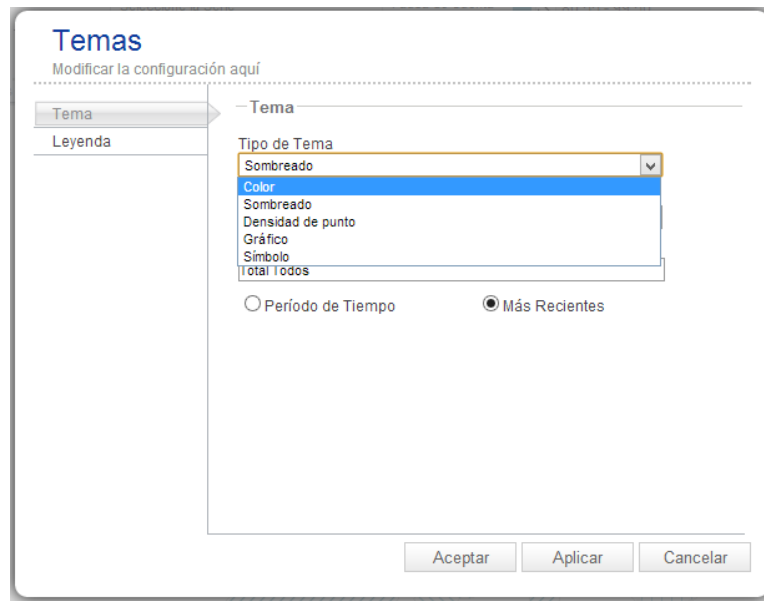 Temas
Modificar la configuración aquí
Tema
Leyenda
Tema
Tipo de Tema
Sombreado
Color
Sombreado
Densidad de punto
Gráfico
Símbolo
Total Todos
Período de Tiempo
Más Recientes
Aceptar
Aplicar
Cancelar